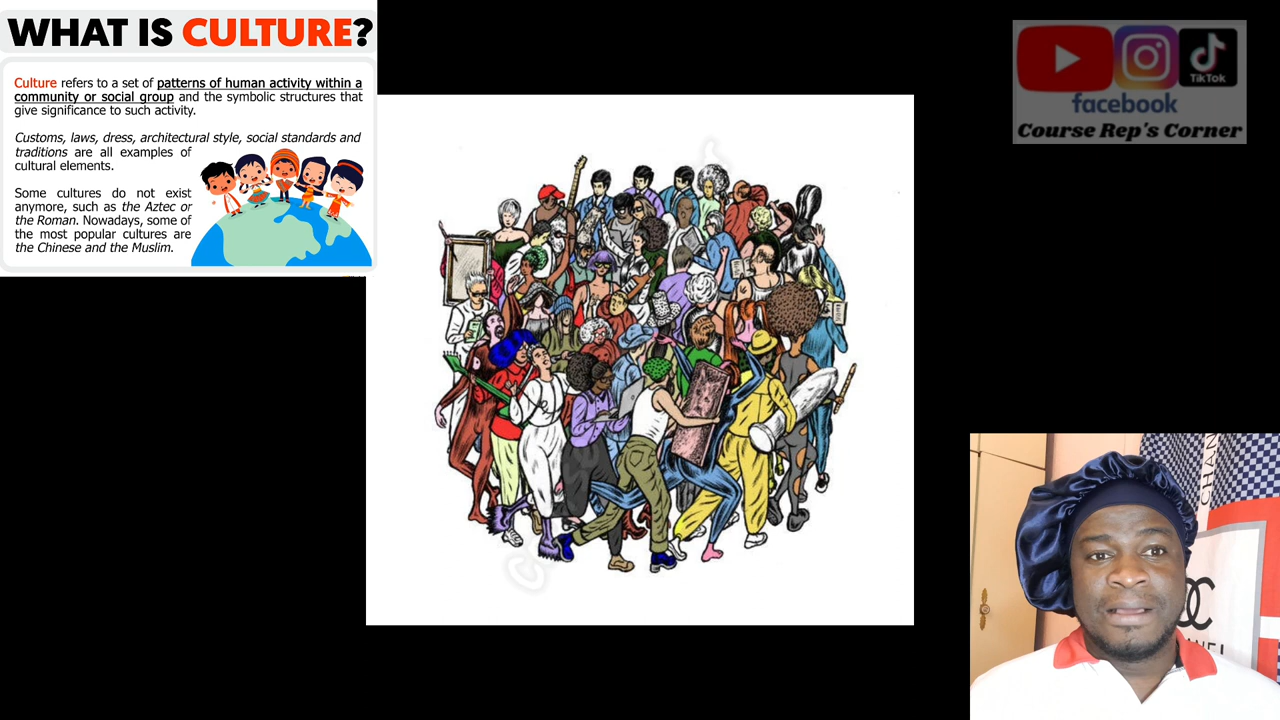 WHAT IS CULTURE?
Culture refers to a set of patterns of human activity within a
community or social group and the symbolic structures that
give significance to such activity.
Customs, laws, dress, architectural style, social standards and
traditions are all examples of
cultural elements.
Some cultures do not exist
anymore, such as the Aztec or
the Roman. Nowadays, some of
the most popular cultures are
the Chinese and the Muslim.
TikTok
facebook
Course Rep's Corner
CHAN